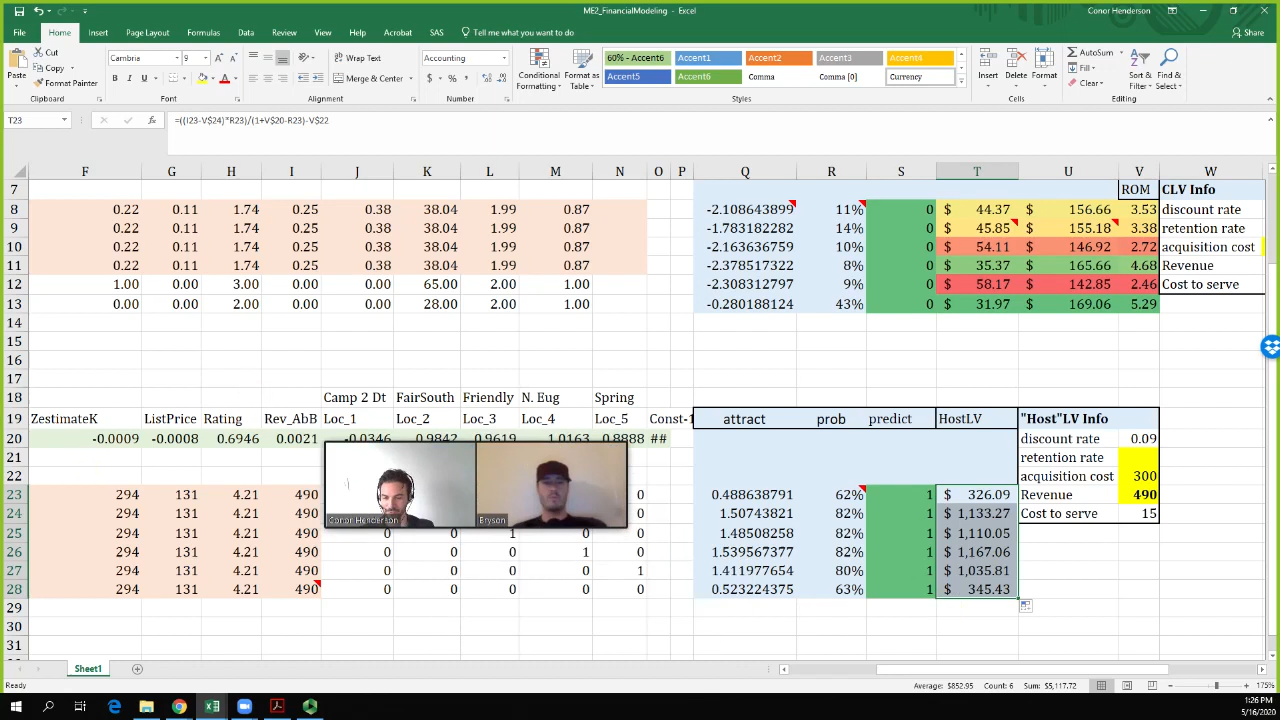 ME2_FinancialModeling - Excel
Conor Henderson
File Home Insert Page Layout Formulas Data Review View Help Acrobat SAS Tell me what you want to do Share
Paste Cut Copy Format Painter Clipboard
Cambria B I U Font
Wrap Text Merge & Center Alignment
Accounting $ % Number
Conditional Formatting Format as Table
60% - Accent6 Accent1 Accent2 Accent3 Accent4
Accent5 Accent6 Comma Comma [0] Currency
Styles
Insert Delete Format Cells
AutoSum Fill Clear Sort & Filter Find & Select Editing
T23 fx =((I23-V$24)*R23)/(1+V$20-R23)-V$22
F G H I J K L M N O P Q R S T U V W
7 ROM CLV Info
8 0.22 0.11 1.74 0.25 0.38 38.04 1.99 0.87 -2.108643899 11% 0 $ 44.37 $ 156.66 3.53 discount rate
9 0.22 0.11 1.74 0.25 0.38 38.04 1.99 0.87 -1.783182282 14% 0 $ 45.85 $ 155.18 3.38 retention rate
10 0.22 0.11 1.74 0.25 0.38 38.04 1.99 0.87 -2.163636759 10% 0 $ 54.11 $ 146.92 2.72 acquisition cost
11 0.22 0.11 1.74 0.25 0.38 38.04 1.99 0.87 -2.378517322 8% 0 $ 35.37 $ 165.66 4.68 Revenue
12 1.00 0.00 3.00 0.00 0.00 65.00 2.00 1.00 -2.308312797 9% 0 $ 58.17 $ 142.85 2.46 Cost to serve
13 0.00 0.00 2.00 0.00 0.00 28.00 2.00 1.00 -0.280188124 43% 0 $ 31.97 $ 169.06 5.29
14
15
16
17
18 Camp 2 Dt FairSouth Friendly N. Eug Spring
19 ZestimateK ListPrice Rating Rev_AbB Loc_1 Loc_2 Loc_3 Loc_4 Loc_5 Const-1 attract prob predict HostLV "Host"LV Info
20 -0.0009 -0.0008 0.6946 0.0021 -0.0346 0.9842 0.9619 1.0163 0.8888 ## discount rate 0.09
21 retention rate
22 acquisition cost 300
23 294 131 4.21 490 0 0.488638791 62% 1 $ 326.09 Revenue 490
24 294 131 4.21 490 0 1.50743821 82% 1 $ 1,133.27 Cost to serve 15
25 294 131 4.21 490 0 0 1 0 0 1.48508258 82% 1 $ 1,110.05
26 294 131 4.21 490 0 0 0 1 0 1.539567377 82% 1 $ 1,167.06
27 294 131 4.21 490 0 0 0 0 1 1.411977654 80% 1 $ 1,035.81
28 294 131 4.21 490 0 0 0 0 0 0.523224375 63% 1 $ 345.43
29
30
31
Conor Henderson Bryson
Sheet1
Ready Average: $852.95 Count: 6 Sum: $5,117.72 175%
1:26 PM
5/16/2020